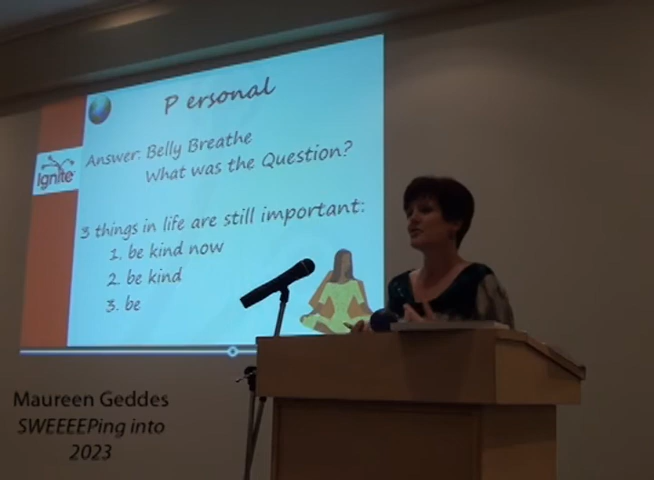 P ersonal
Answer: Belly Breathe
What was the Question?
Ignite
3 things in life are still important:
1. be kind now
2. be kind
3. be
Maureen Geddes
SWEEEEPing into
2023